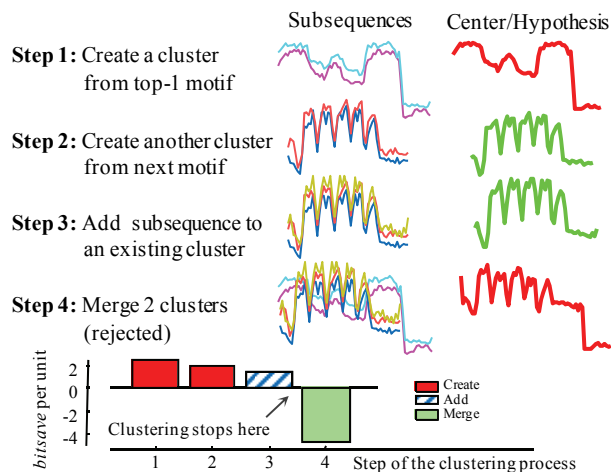 Subsequences Center/Hypothesis
Step 1: Create a cluster
from top-1 motif
Step 2: Create another cluster
from next motif
Step 3: Add subsequence to
an existing cluster
Step 4: Merge 2 clusters
(rejected)
bitsave per unit
2
0
-2
-4
Clustering stops here
Create
Add
Merge
1 2 3 4 Step of the clustering process